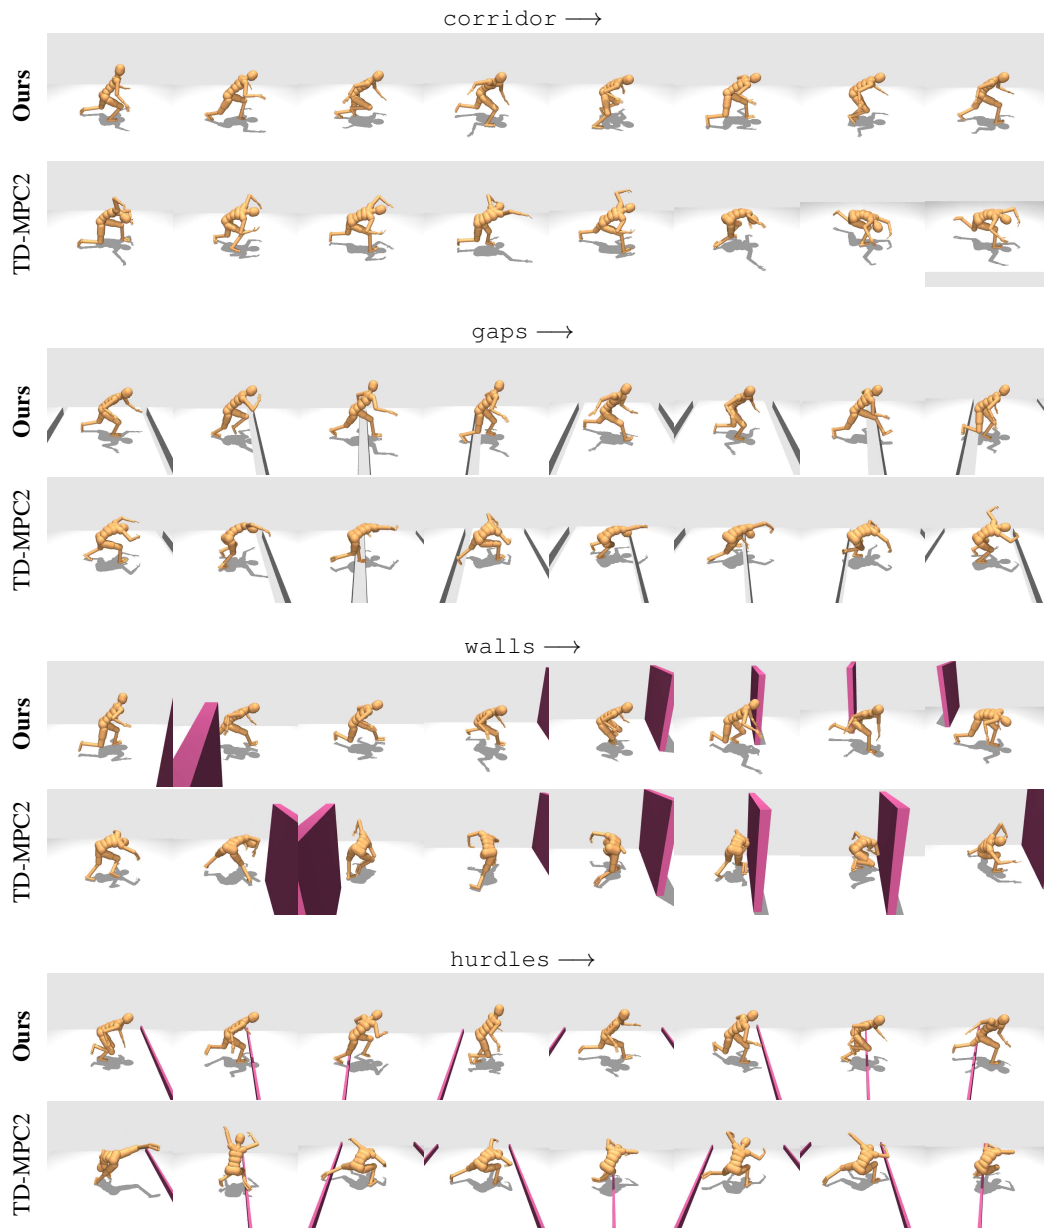 corridor ⟶
Ours
TD-MPC2
gaps ⟶
Ours
TD-MPC2
walls ⟶
Ours
TD-MPC2
hurdles ⟶
Ours
TD-MPC2